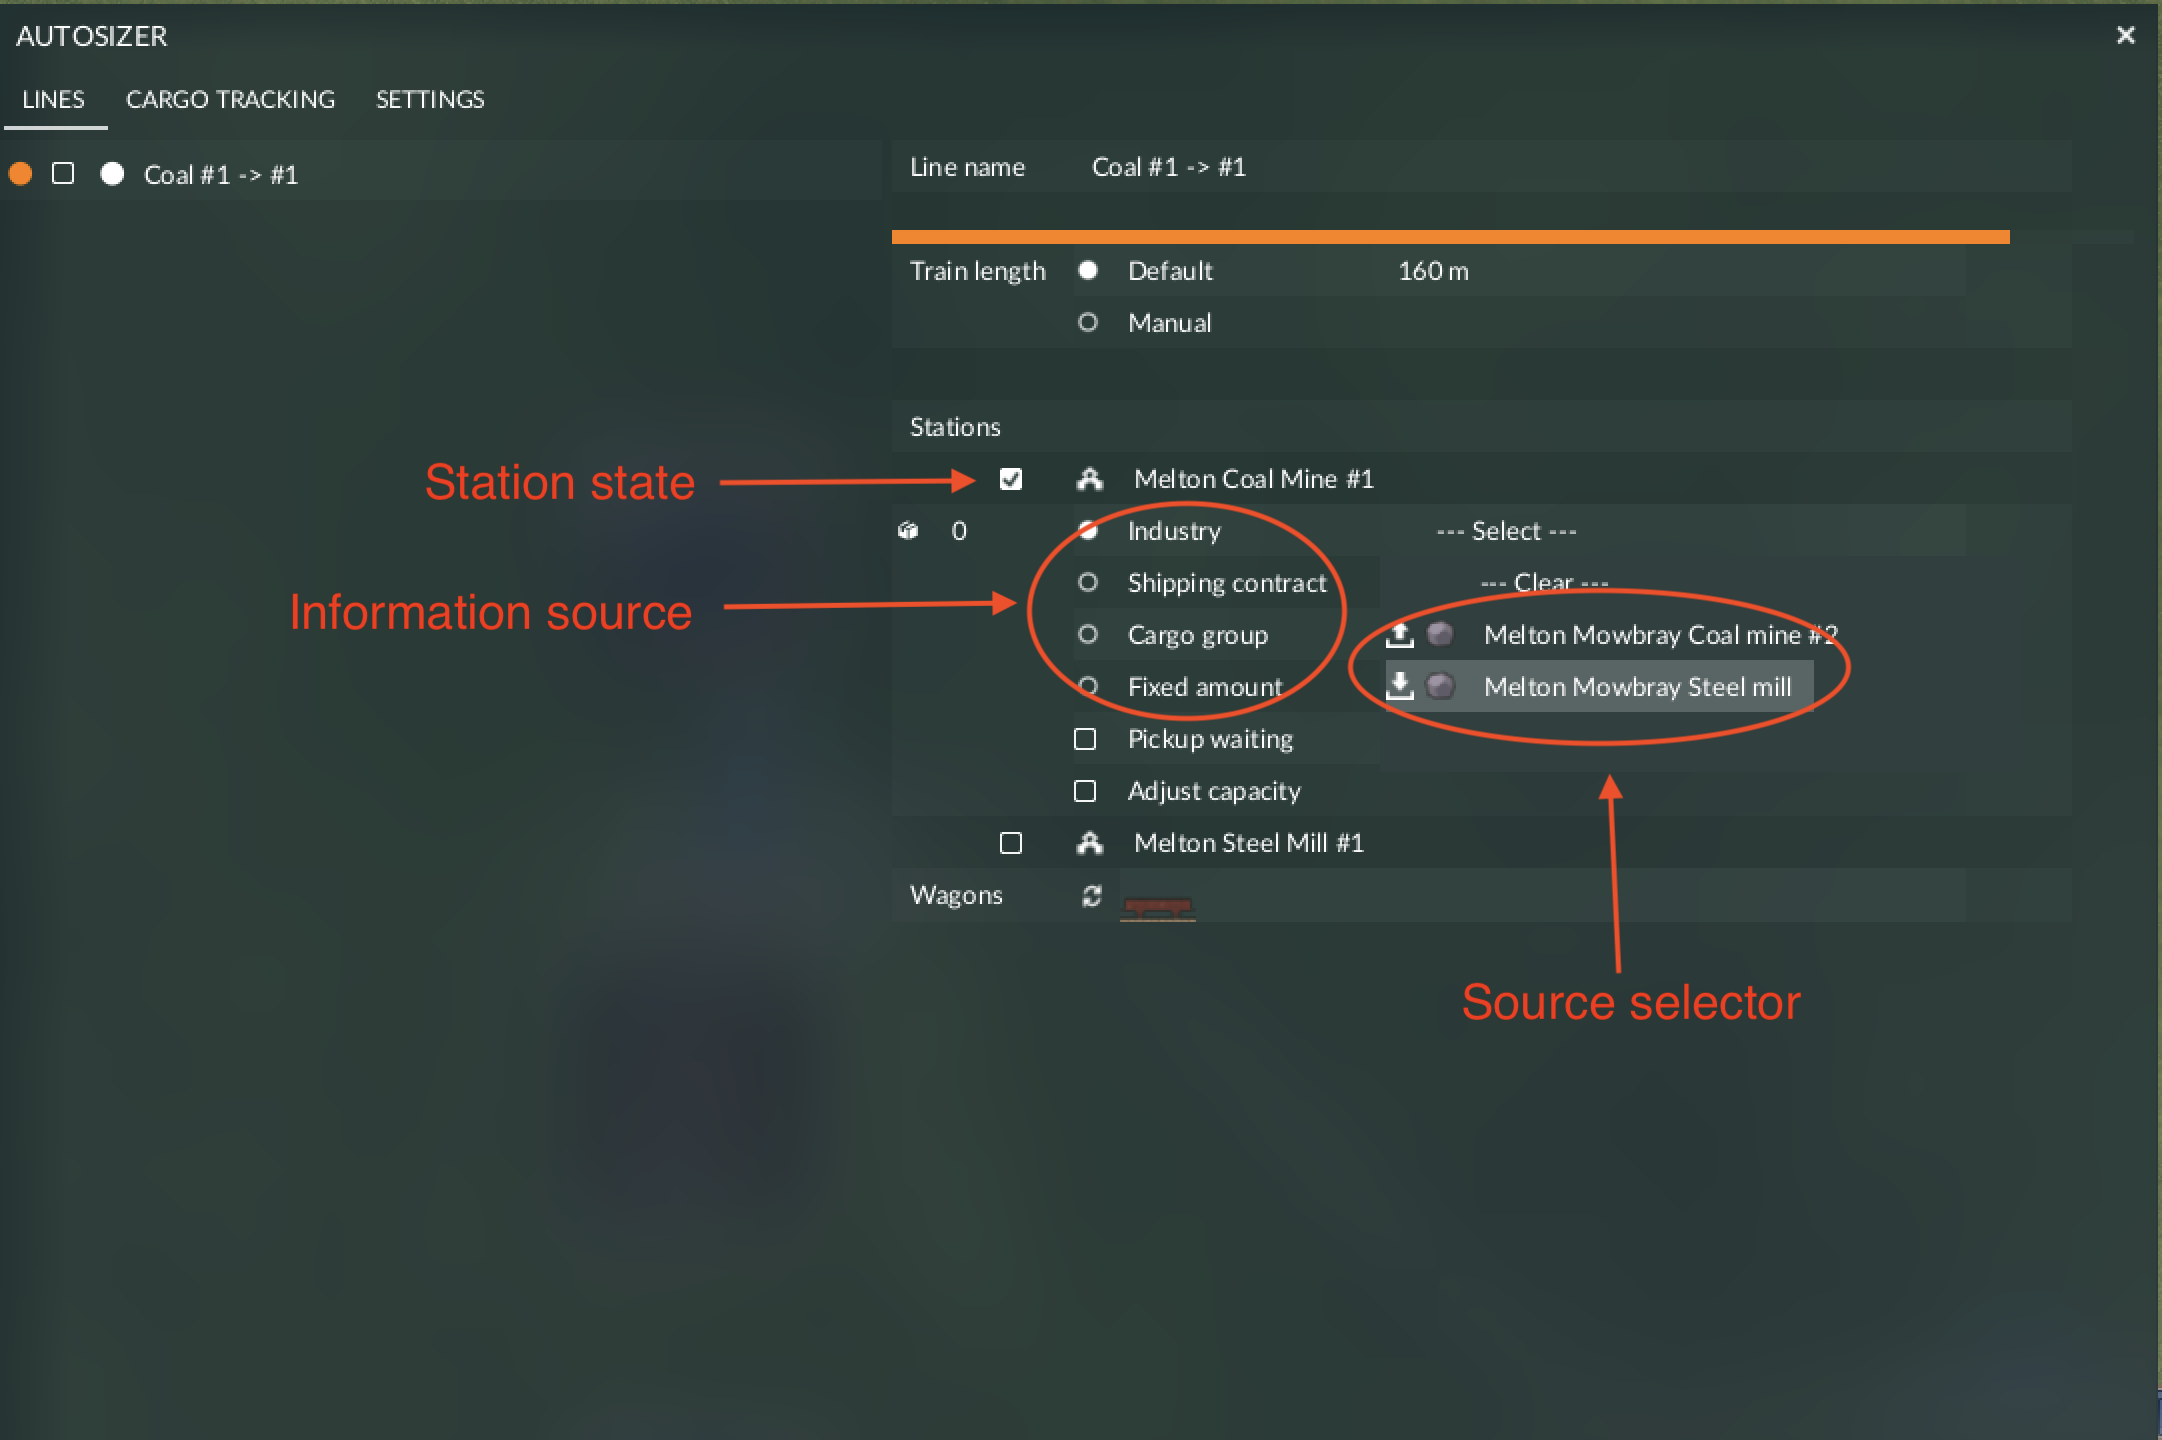 AUTOSIZER
LINES CARGO TRACKING SETTINGS
Coal #1 -> #1
Line name Coal #1 -> #1
Train length Default 160 m
Manual
Stations
Station state Melton Coal Mine #1
0 Industry --- Select ---
Shipping contract --- Clear ---
Information source
Cargo group Melton Mowbray Coal mine #2
Fixed amount Melton Mowbray Steel mill
Pickup waiting
Adjust capacity
Melton Steel Mill #1
Wagons
Source selector